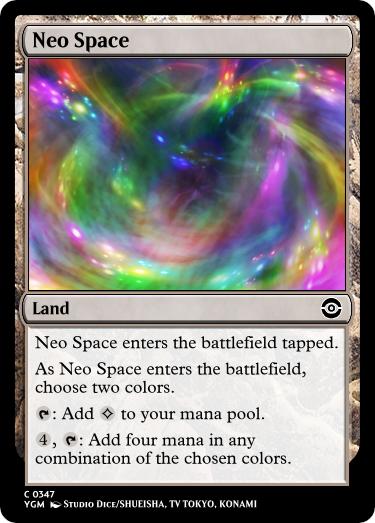 Neo Space
Land
Neo Space enters the battlefield tapped.
As Neo Space enters the battlefield,
choose two colors.
: Add to your mana pool.
4, : Add four mana in any
combination of the chosen colors.
C 0347
YGM Studio Dice/SHUEISHA, TV TOKYO, KONAMI